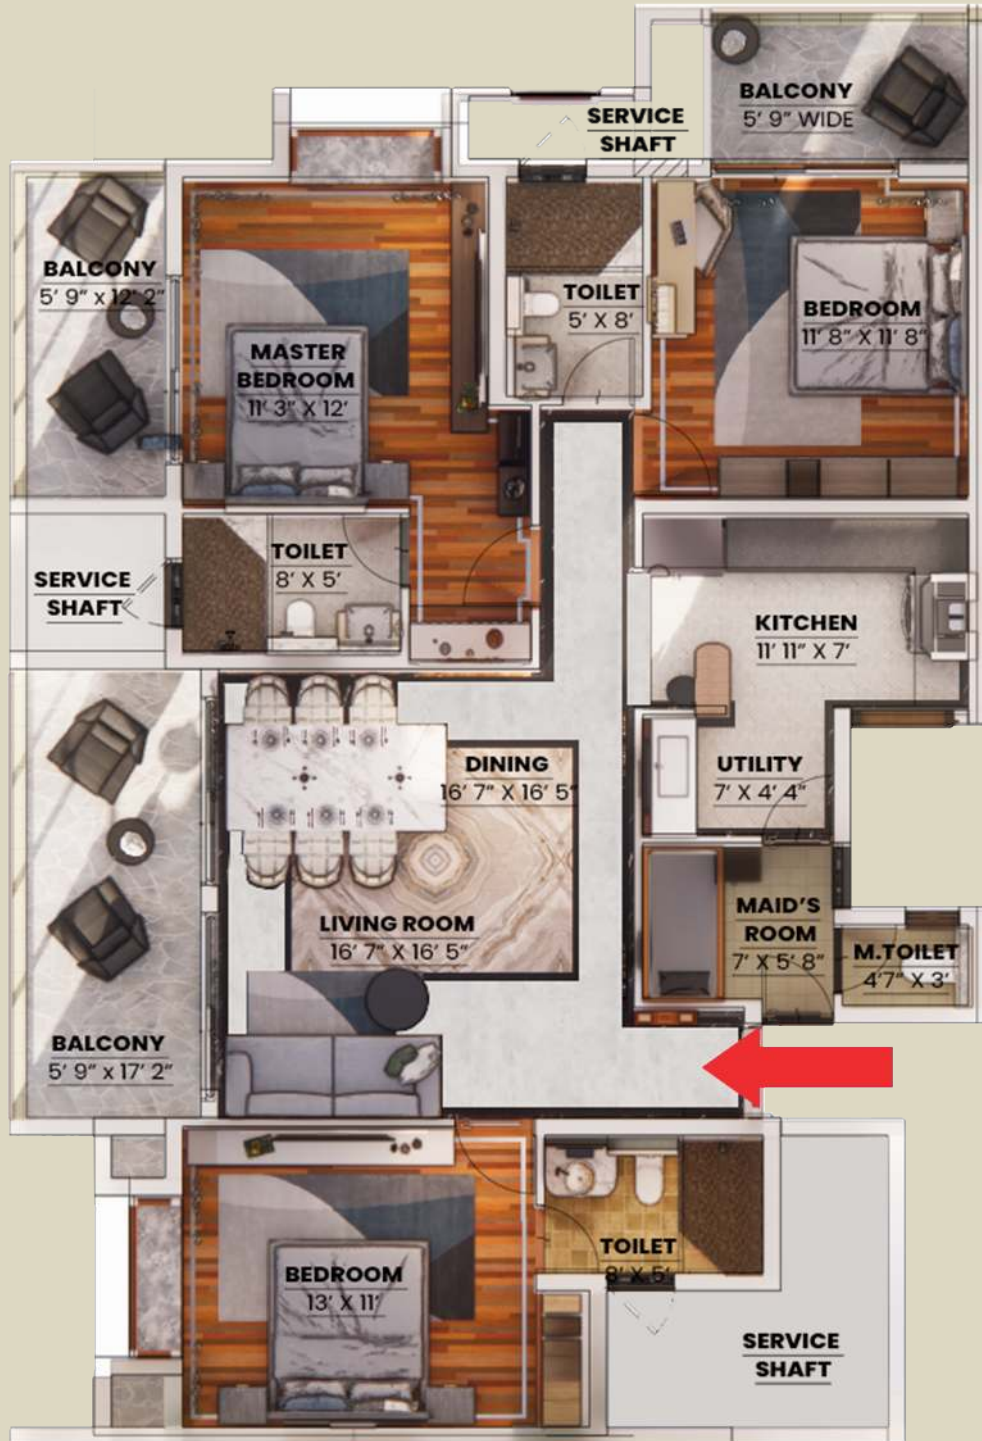 BALCONY
5' 9" WIDE
SERVICE
SHAFT
BALCONY
5' 9" x 12' 2"
TOILET
5' X 8'
BEDROOM
11' 8" X 11' 8"
MASTER
BEDROOM
11' 3" X 12'
TOILET
8' X 5'
SERVICE
SHAFT
KITCHEN
11' 11" X 7'
DINING
16' 7" X 16' 5"
UTILITY
7' X 4' 4"
LIVING ROOM
16' 7" X 16' 5"
MAID'S
ROOM
7' X 5' 8"
M.TOILET
4'7" X 3'
BALCONY
5' 9" x 17' 2"
TOILET
8' X 5'
BEDROOM
13' X 11'
SERVICE
SHAFT